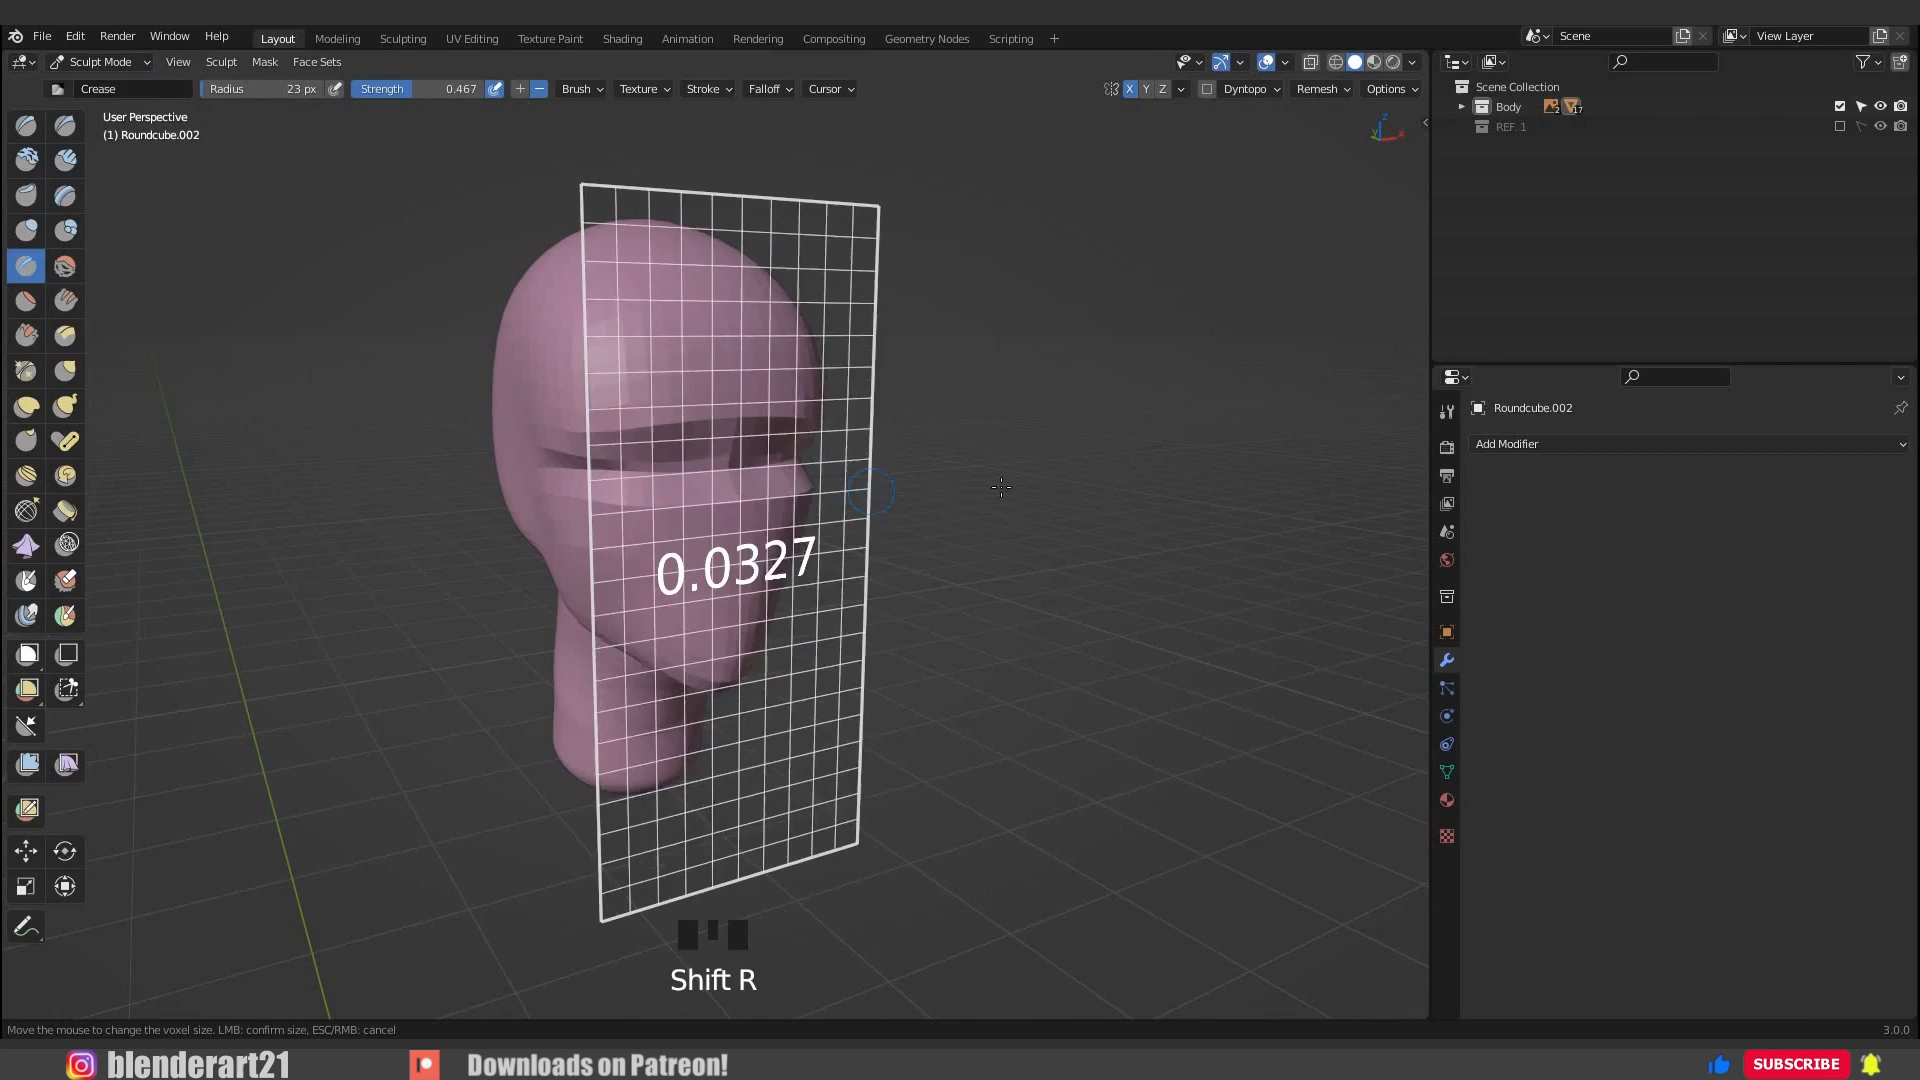 File Edit Render Window Help Layout Modeling Sculpting UV Editing Texture Paint Shading Animation Rendering Compositing Geometry Nodes Scripting + Scene View Layer
Sculpt Mode View Sculpt Mask Face Sets
Crease Radius 23 px Strength 0.467 Brush Texture Stroke Falloff Cursor X Y Z Dyntopo Remesh Options
Scene Collection
Body 2 17
REF. 1
User Perspective
(1) Roundcube.002
Z
Y X
Roundcube.002
Add Modifier
0.0327
Shift R
Move the mouse to change the voxel size. LMB: confirm size, ESC/RMB: cancel 3.0.0
blenderart21 Downloads on Patreon! SUBSCRIBE